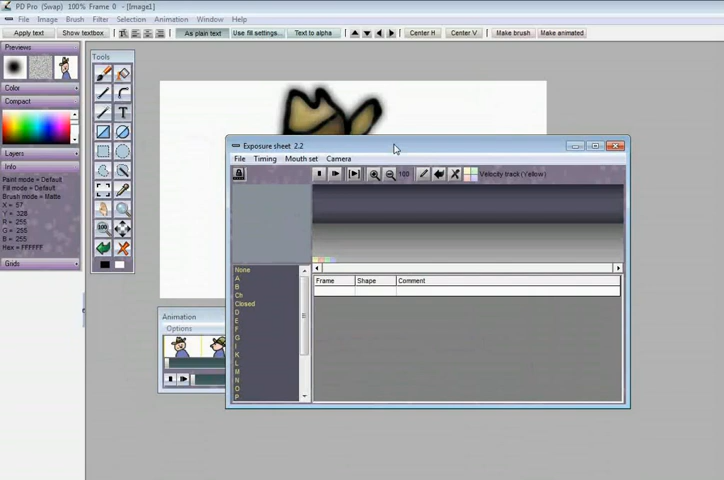 PD Pro (Swap) 100% Frame 0 - [Image1]
File Image Brush Filter Selection Animation Window Help
Apply text Show textbox As plain text Use fill settings.. Text to alpha Center H Center V Make brush Make animated
Previews
Color
Compact
Layers
Info
Paint mode = Default
Fill mode = Default
Brush mode = Matte
X = 57
Y = 328
R = 255
G = 255
B = 255
Hex = FFFFFF
Grids
Tools
T
100
Animation
Options
Exposure sheet 2.2
File Timing Mouth set Camera
100 Velocity track (Yellow)
None
A
B
Ch
Closed
D
E
F
G
I
K
L
M
N
O
P
Frame Shape Comment